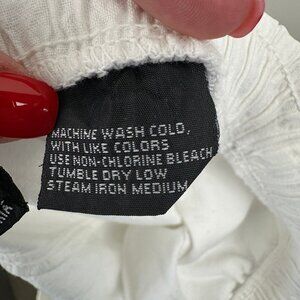 MACHINE WASH COLD,
WITH LIKE COLORS
USE NON-CHLORINE BLEACH
TUMBLE DRY LOW
STEAM IRON MEDIUM